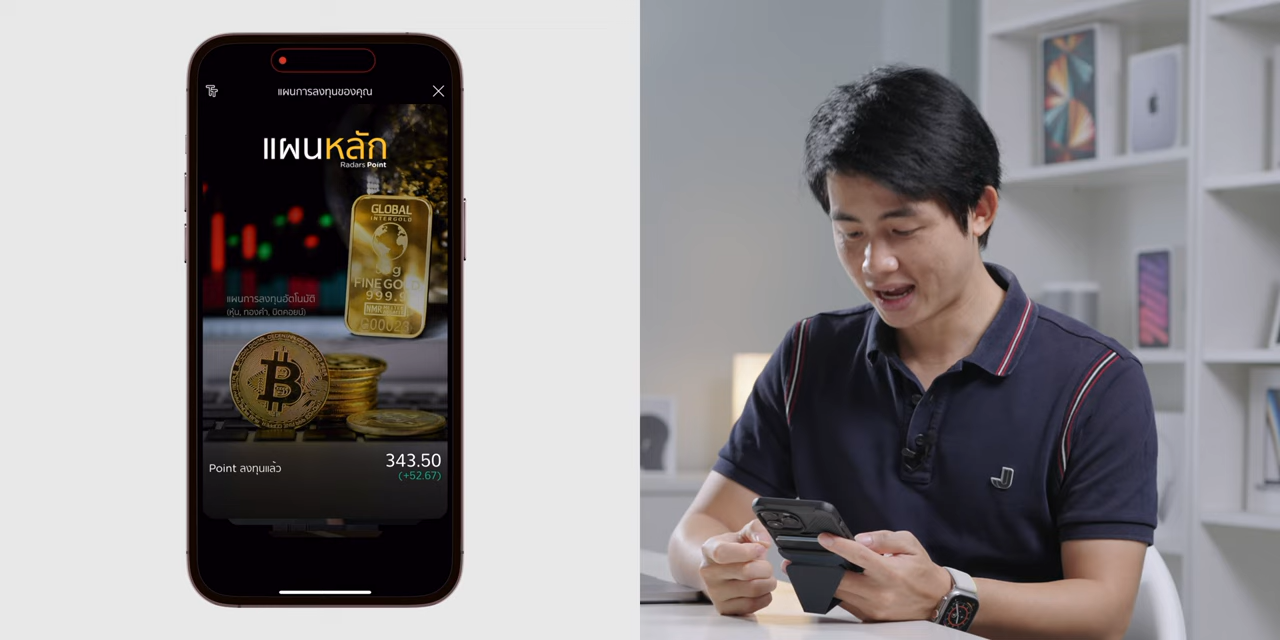 แผนการลงทุนของคุณ
แผนหลัก
Radars Point
GLOBAL
INTERGOLD
FINE GOLD
999.9
แผนการลงทุนอัตโนมัติ
(หุ้น, ทองคำ, บิตคอยน์)
Point ลงทุนแล้ว
343.50
(+52.67)